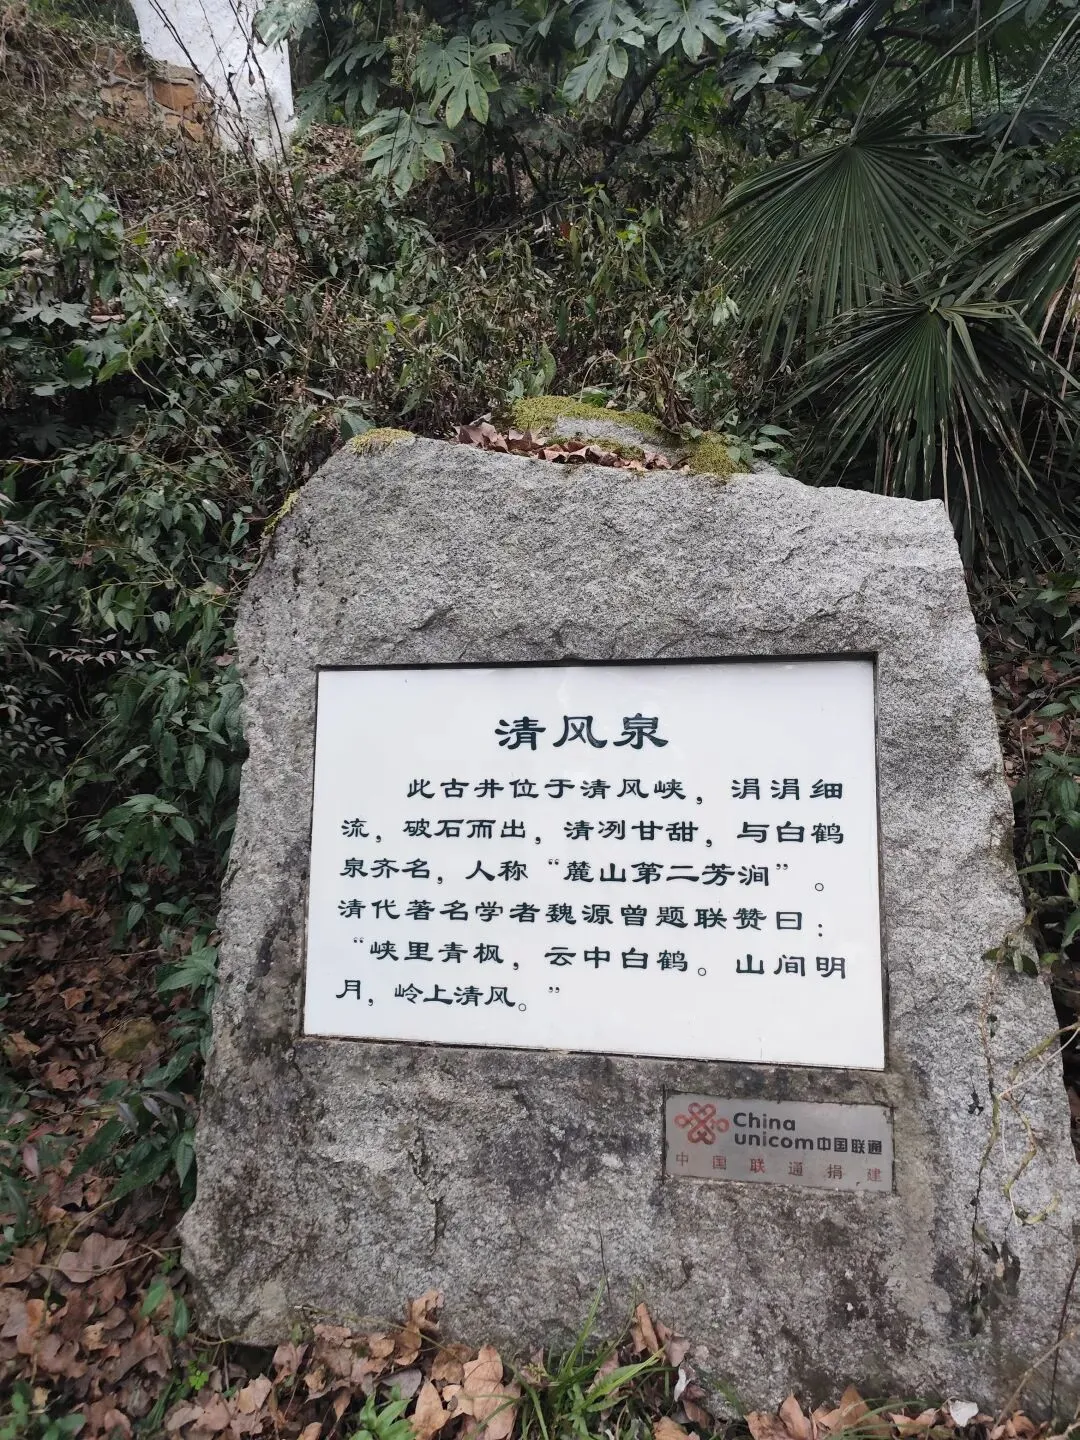 清风泉
此古井位于清风峡，涓涓细
流，破石而出，清冽甘甜，与白鹤
泉齐名，人称“麓山第二芳涧”。
清代著名学者魏源曾题联赞曰：
“峡里青枫，云中白鹤。山间明
月，岭上清风。”
China
unicom中国联通
中国联通捐建